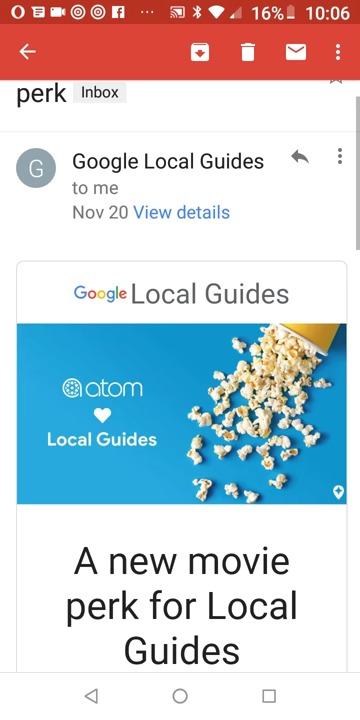 16% 10:06
perk Inbox
G
Google Local Guides
to me
Nov 20 View details
Google Local Guides
atom
Local Guides
A new movie
perk for Local
Guides